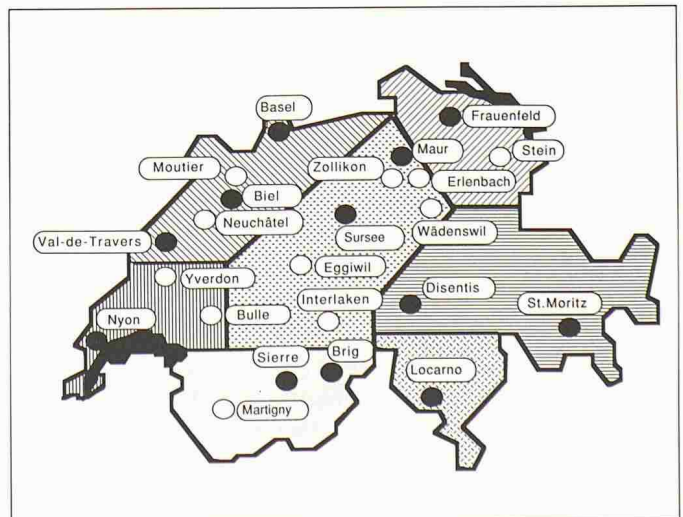 Basel
Frauenfeld
Maur
Stein
Moutier
Zollikon
Erlenbach
Biel
Neuchâtel
Wädenswil
Sursee
Val-de-Travers
Eggiwil
Yverdon
Disentis
Interlaken
St.Moritz
Nyon
Bulle
Brig
Sierre
Locarno
Martigny